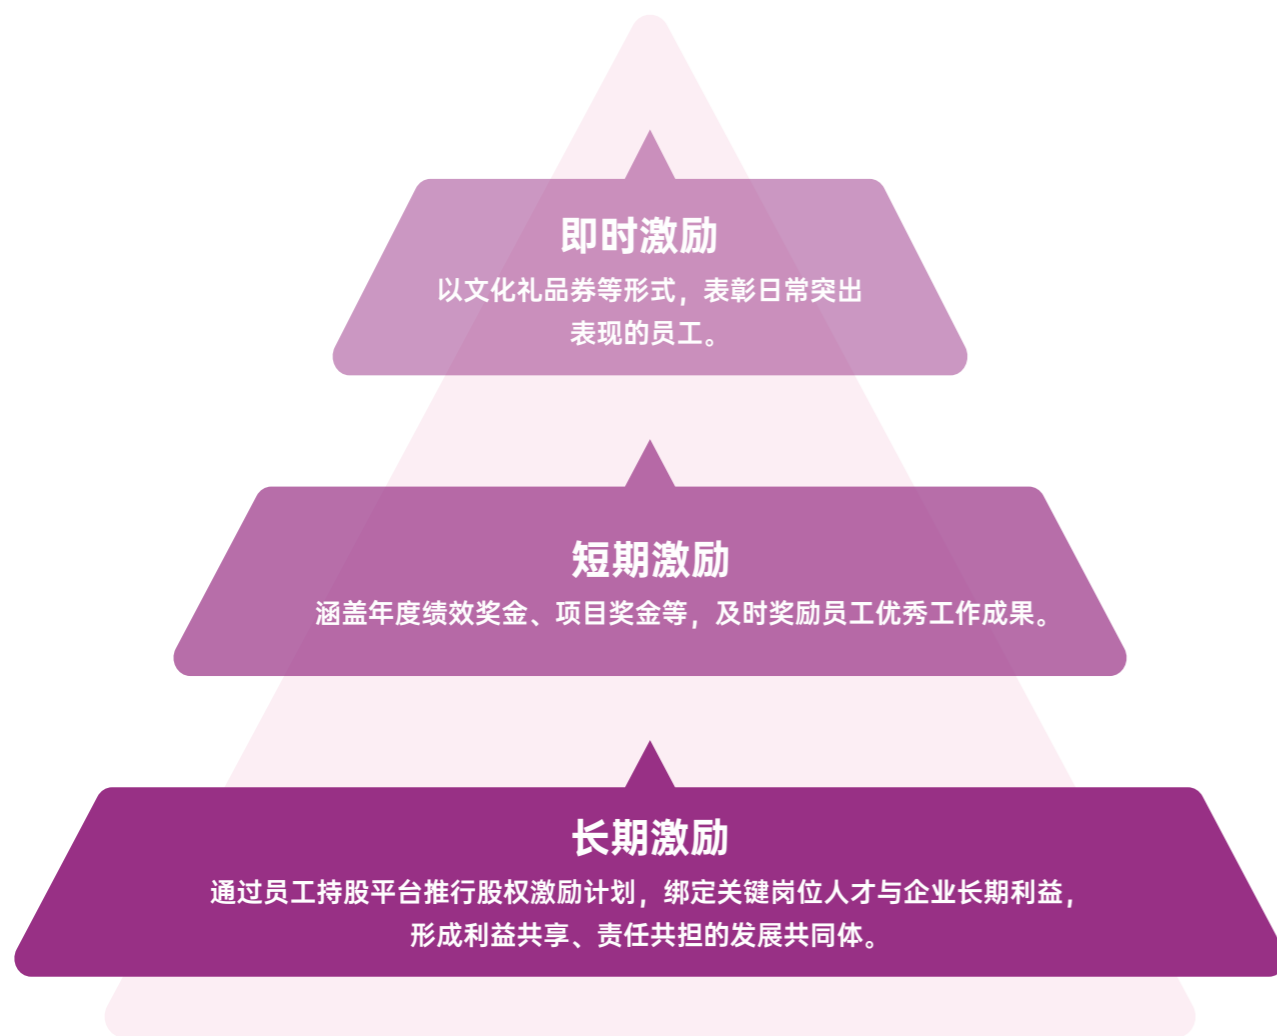 即时激励
以文化礼品券等形式，表彰日常突出
表现的员工。
短期激励
涵盖年度绩效奖金、项目奖金等，及时奖励员工优秀工作成果。
长期激励
通过员工持股平台推行股权激励计划，绑定关键岗位人才与企业长期利益，
形成利益共享、责任共担的发展共同体。